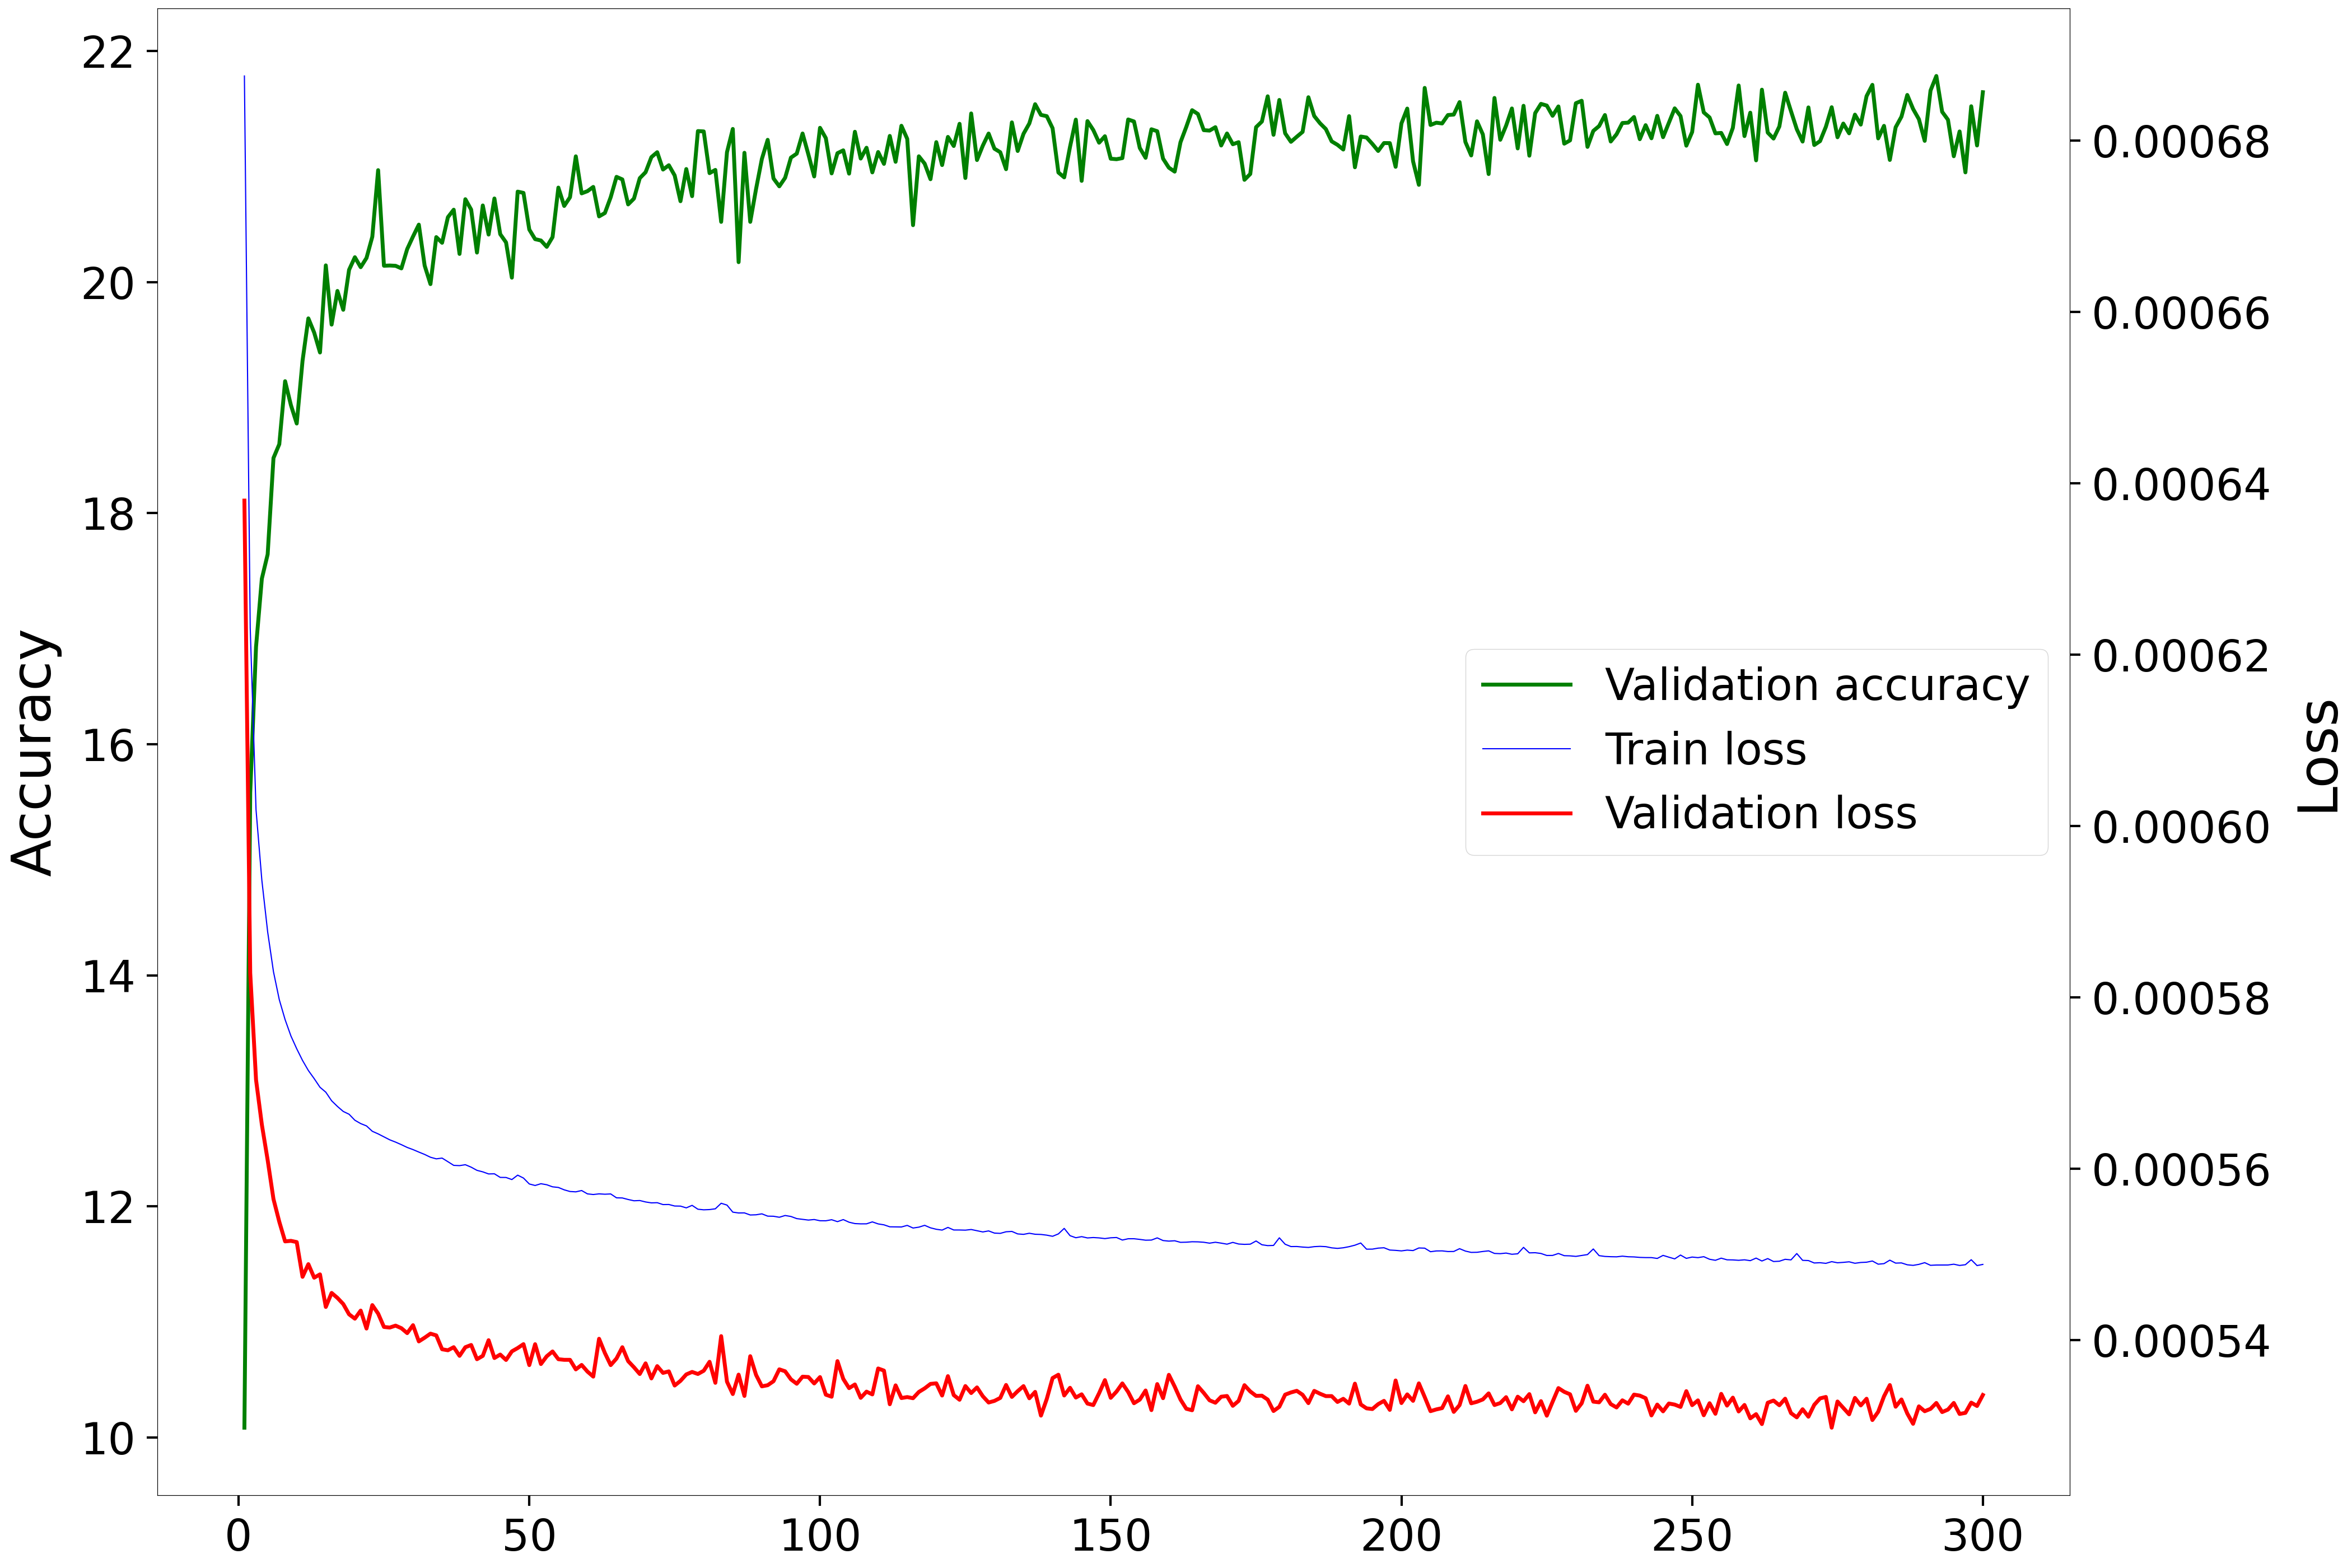 Accuracy
22
20
18
16
14
12
10
0.00068
0.00066
0.00064
0.00062
0.00060
0.00058
0.00056
0.00054
Loss
Validation accuracy
Train loss
Validation loss
0 50 100 150 200 250 300